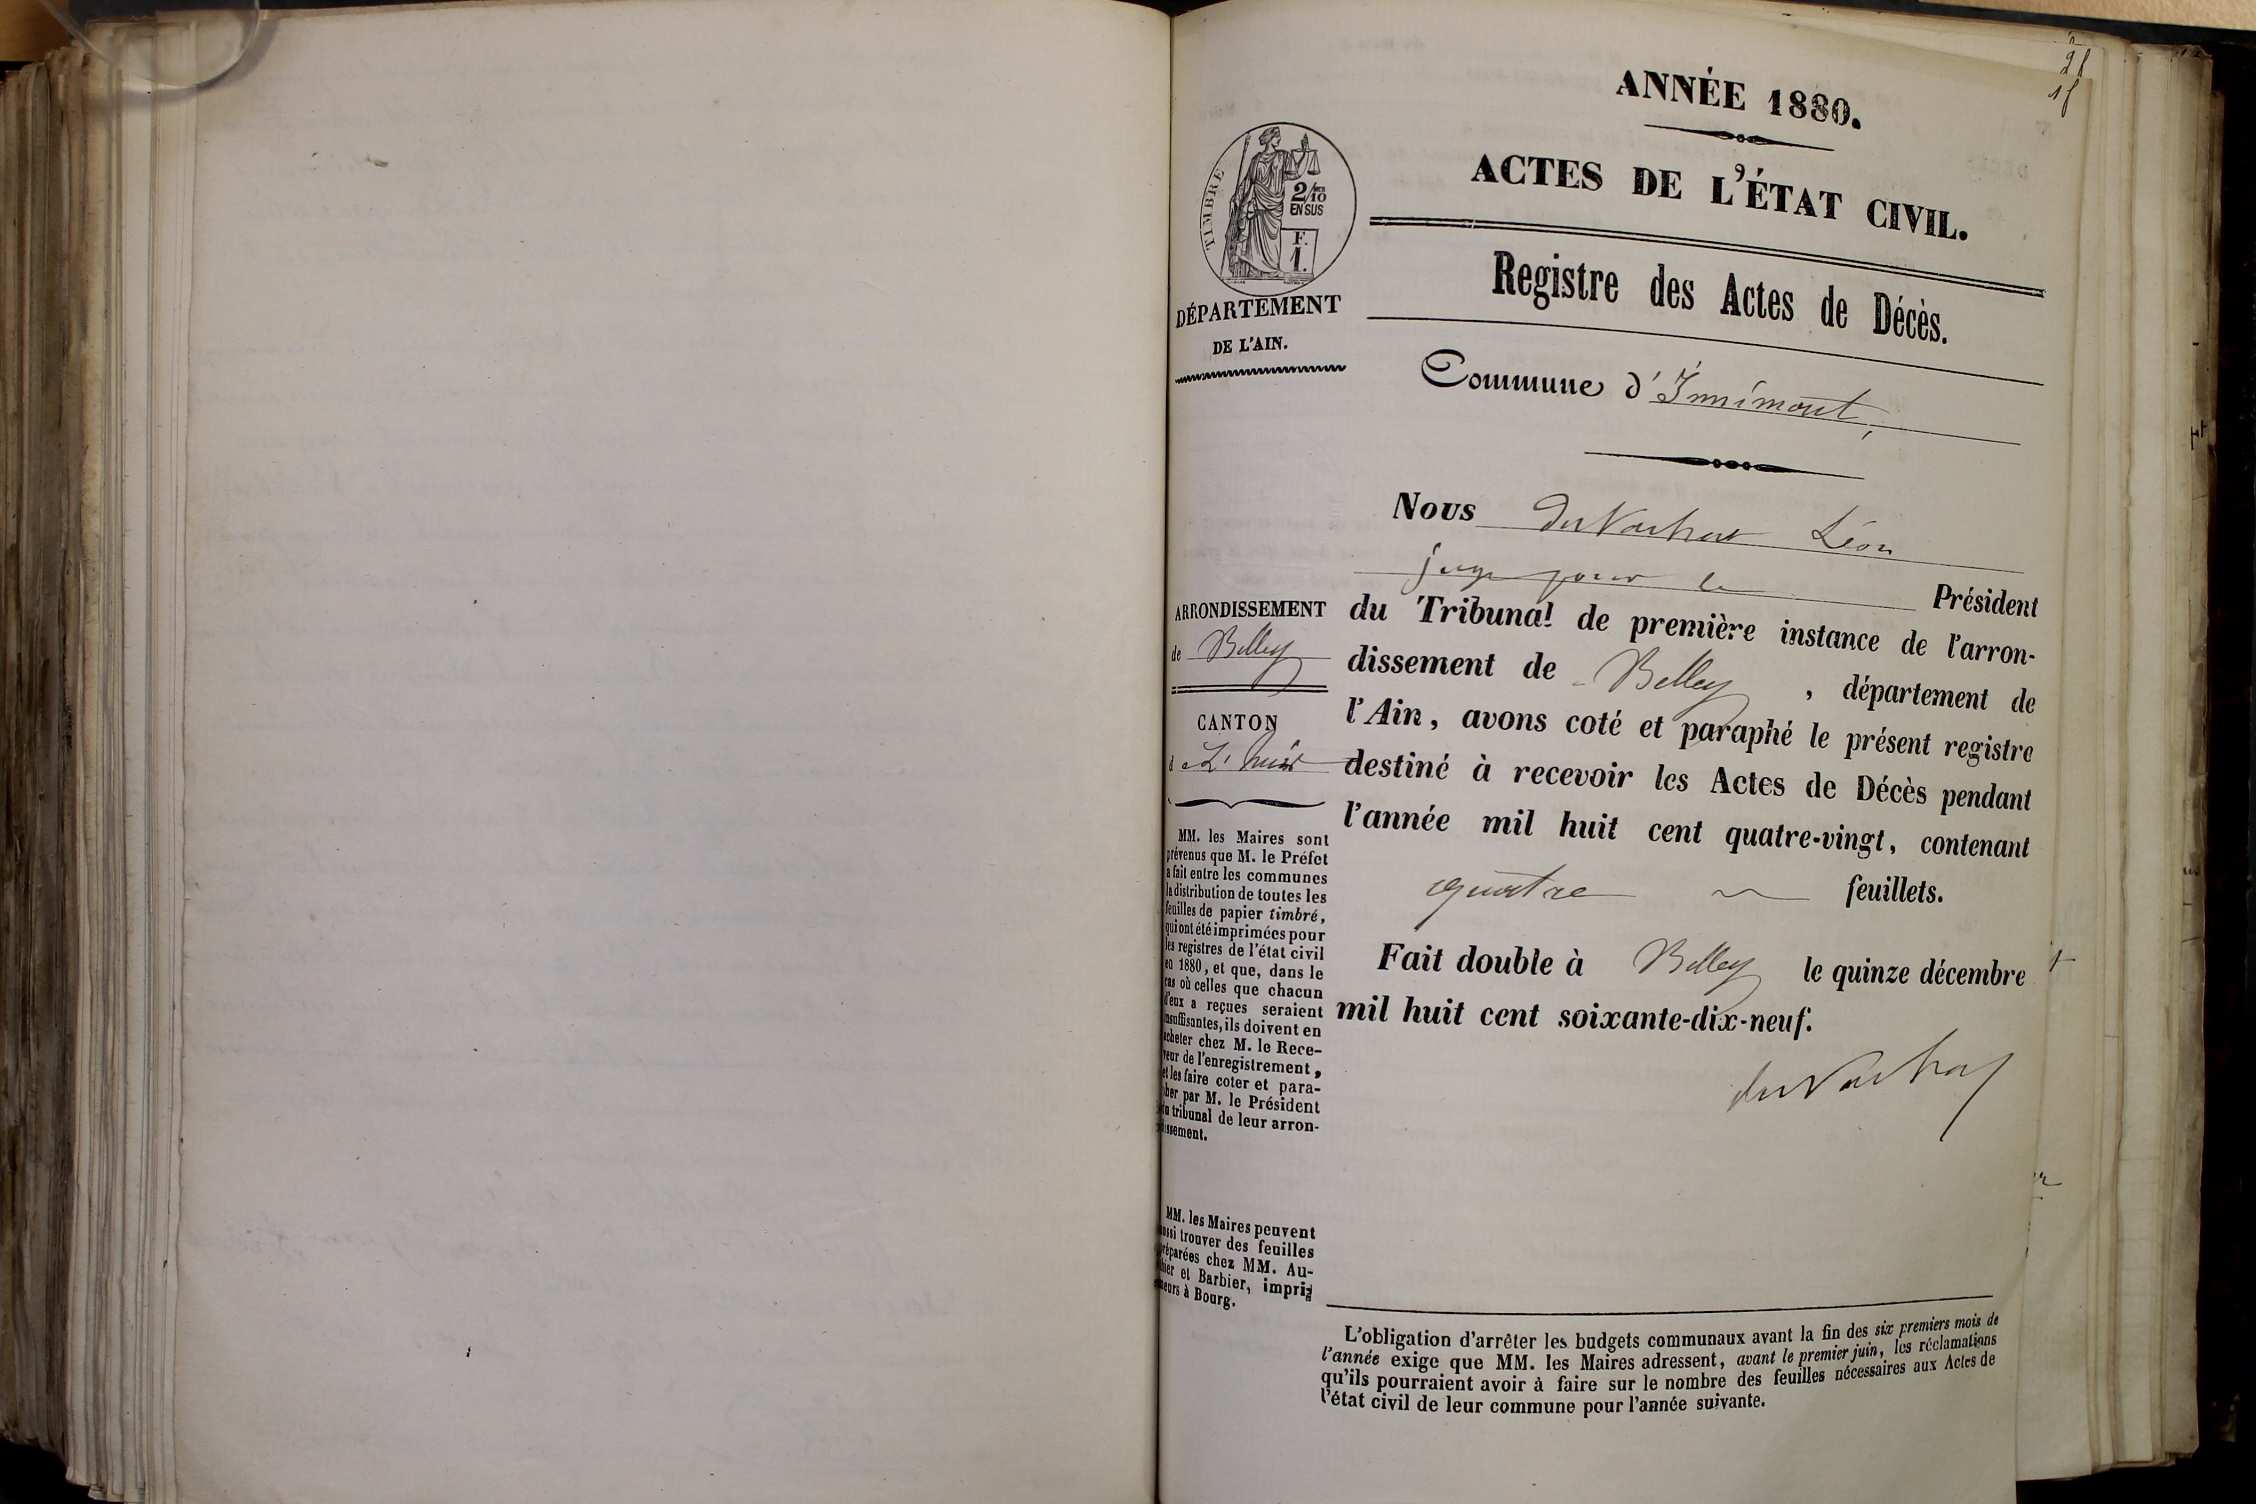 ANNÉE 1880.
ACTES DE L'ÉTAT CIVIL.
Registre des Actes de Décès.
Commune d'Innimont,
TIMBRE
2/10
EN SUS
F.
1.
DÉPARTEMENT
DE L'AIN.
ARRONDISSEMENT
de Belley
CANTON
de L'huis
MM. les Maires sont
prévenus que M. le Préfet
a fait entre les communes
la distribution de toutes les
feuilles de papier timbré,
qui ont été imprimées pour
les registres de l'état civil
en 1880, et que, dans le
cas où celles que chacun
d'eux a reçues seraient
insuffisantes, ils doivent en
acheter chez M. le Rece-
veur de l'enregistrement,
et les faire coter et para-
pher par M. le Président
du tribunal de leur arron-
dissement.
MM. les Maires peuvent
aussi trouver des feuilles
préparées chez MM. Au-
thier et Barbier, impri-
meurs à Bourg.
Nous Léon
juge pour le Président
du Tribunal de première instance de l'arron-
dissement de Belley, département de
l'Ain, avons coté et paraphé le présent registre
destiné à recevoir les Actes de Décès pendant
l'année mil huit cent quatre-vingt, contenant
quatre feuillets.
Fait double à Belley le quinze décembre
mil huit cent soixante-dix-neuf.
L'obligation d'arrêter les budgets communaux avant la fin des six premiers mois de
l'année exige que MM. les Maires adressent, avant le premier juin, les réclamations
qu'ils pourraient avoir à faire sur le nombre des feuilles nécessaires aux Actes de
l'état civil de leur commune pour l'année suivante.